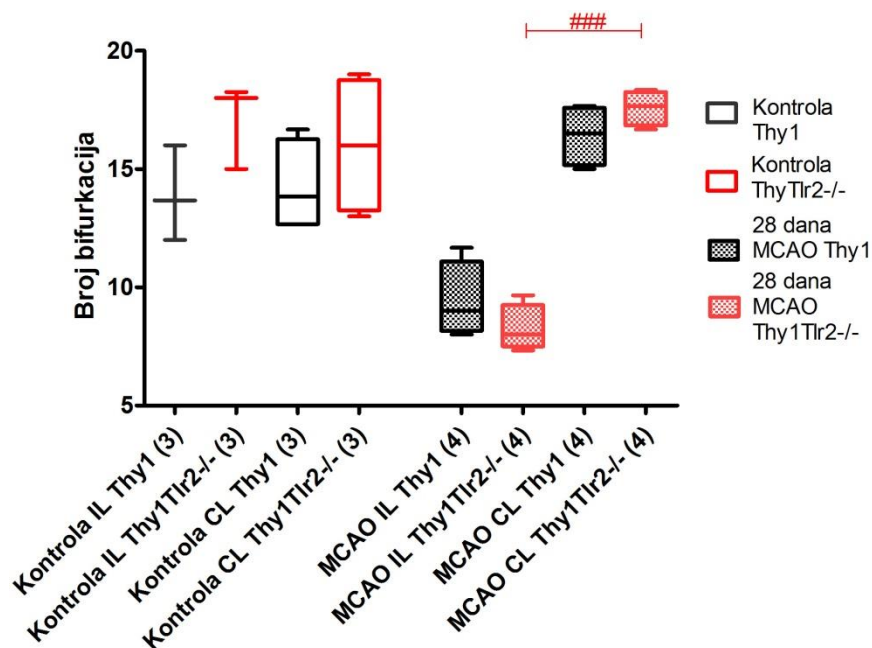 ###
20
15
10
5
Broj bifurkacija
Kontrola IL Thy1 (3)
Kontrola IL Thy1Tlr2-/- (3)
Kontrola CL Thy1 (3)
Kontrola CL Thy1Tlr2-/- (3)
MCAO IL Thy1 (4)
MCAO IL Thy1Tlr2-/- (4)
MCAO CL Thy1 (4)
MCAO CL Thy1Tlr2-/- (4)
Kontrola
Thy1
Kontrola
ThyTlr2-/-
28 dana
MCAO Thy1
28 dana
MCAO
Thy1Tlr2-/-